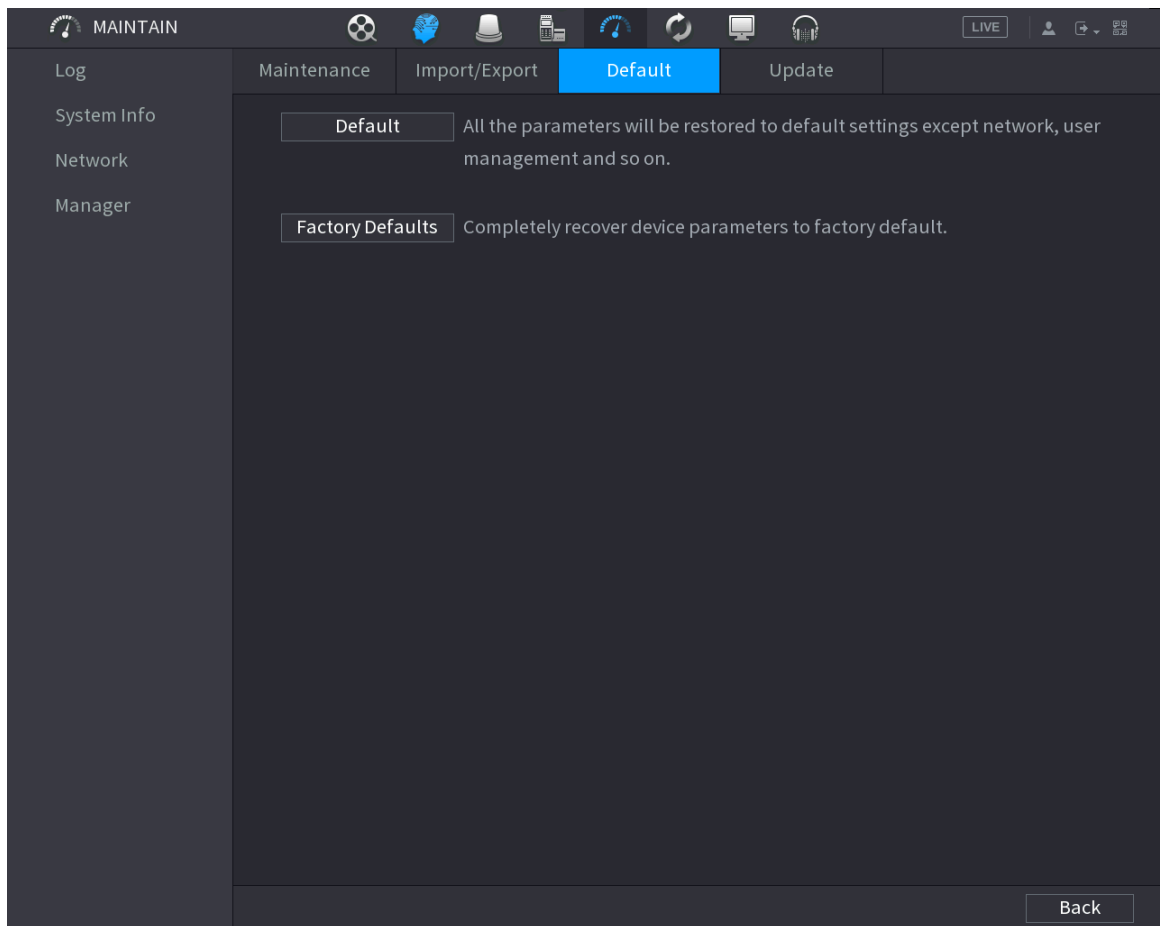 MAINTAIN
LIVE
Log
System Info
Network
Manager
Maintenance
Import/Export
Default
Update
Default
All the parameters will be restored to default settings except network, user
management and so on.
Factory Defaults
Completely recover device parameters to factory default.
Back